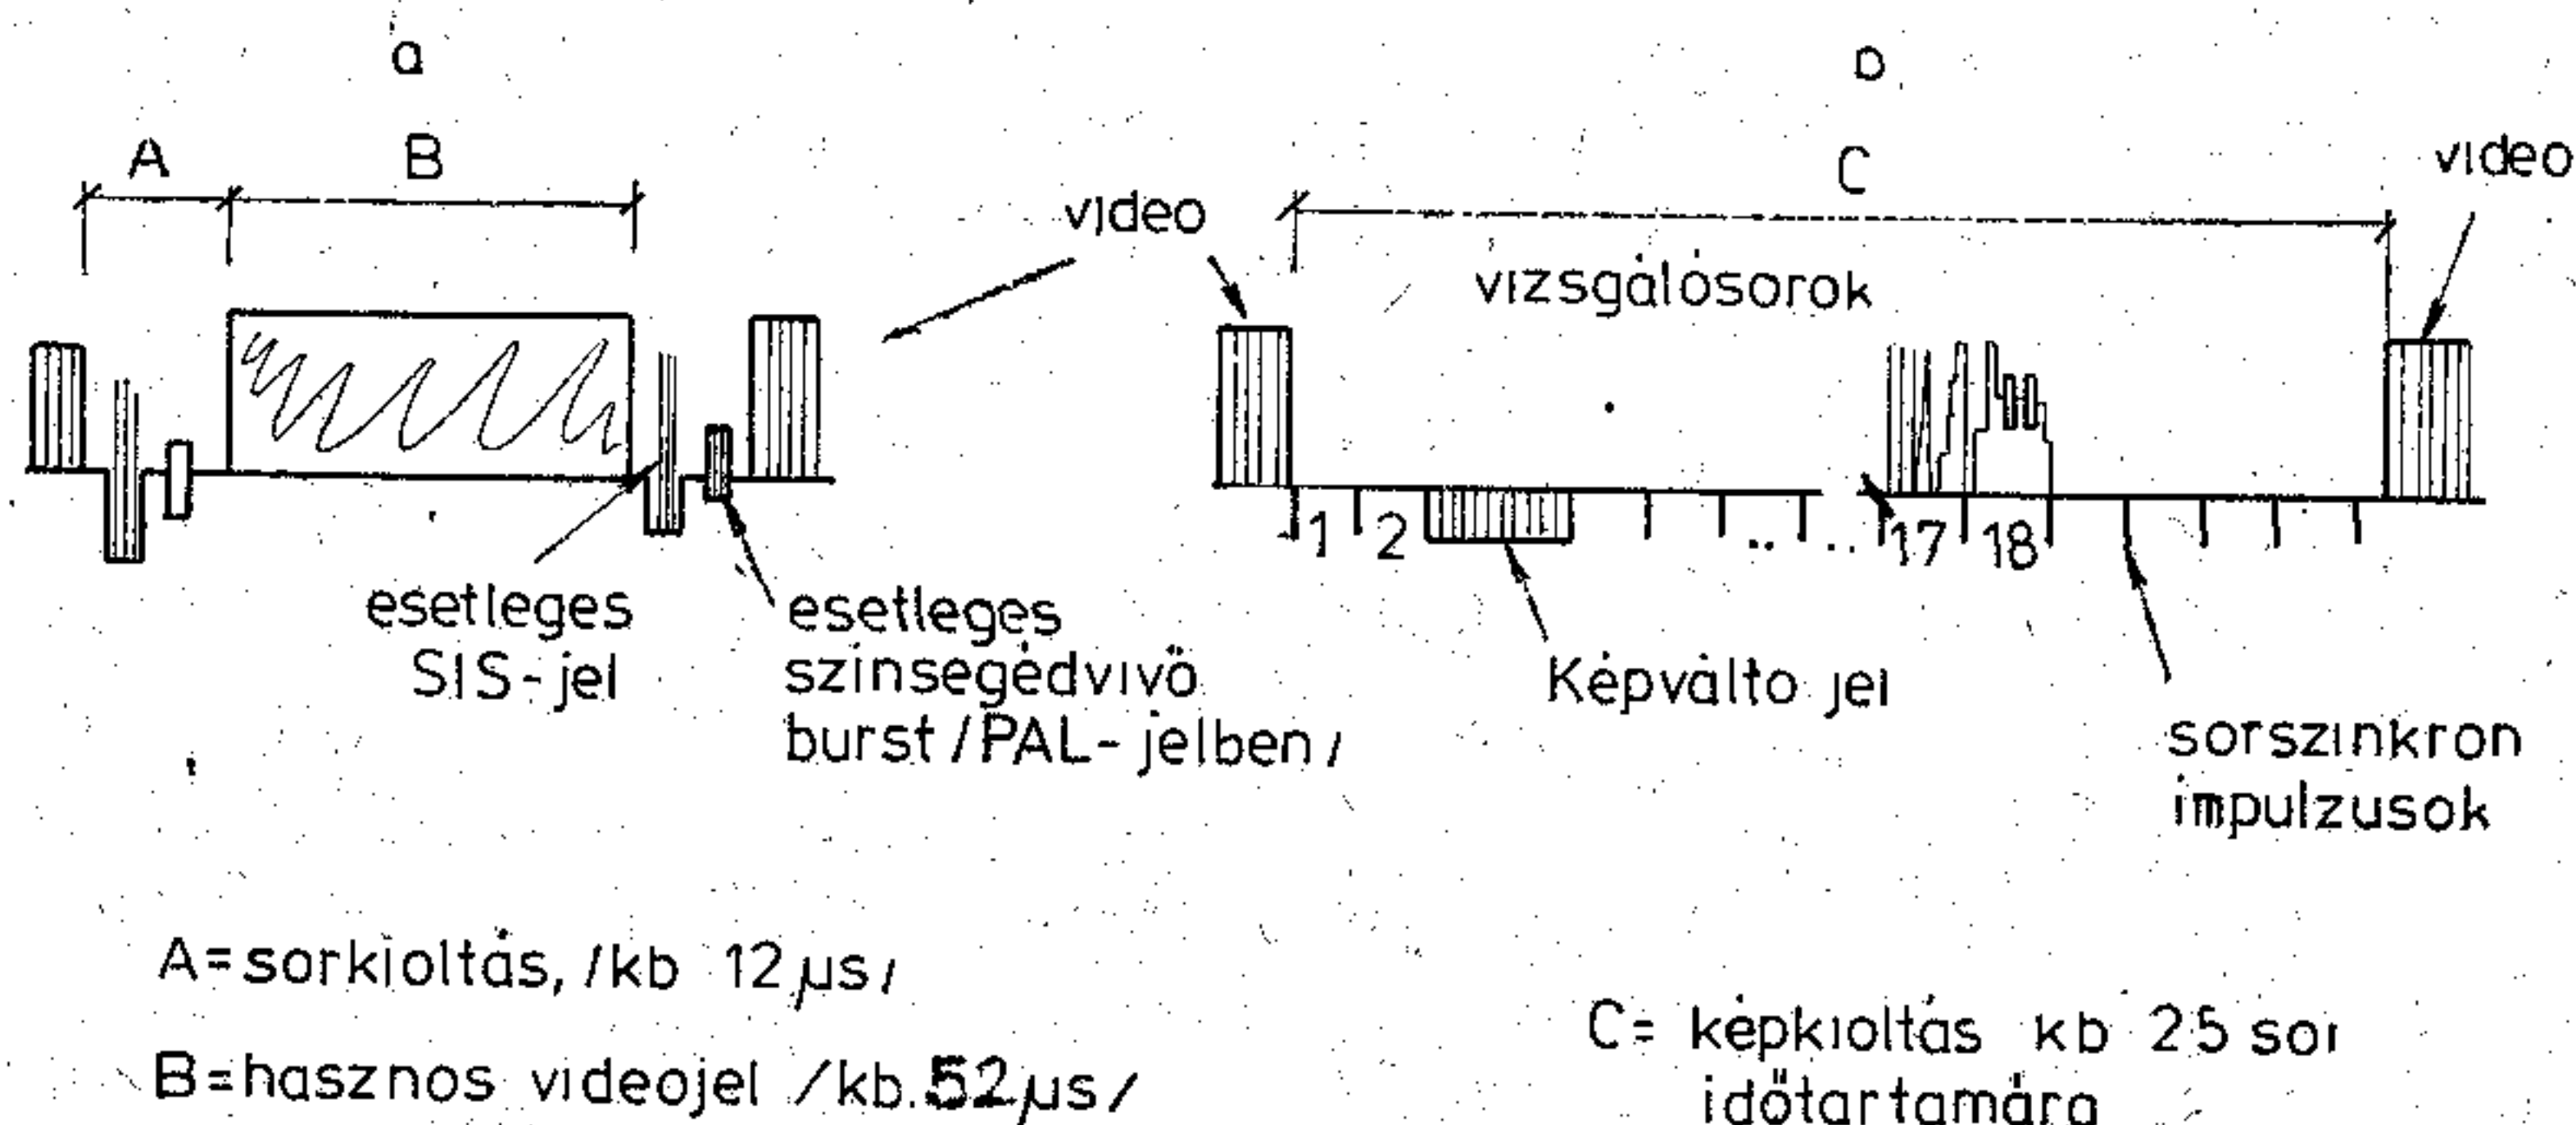 a
A
B
video
esetleges
SIS-jel
esetleges
színsegédvivő
burst /PAL-jelben/
A=sorkioltás, /kb 12 μs/
B=hasznos videojel /kb. 52 μs/
b
C
video
vizsgálósorok
1 2 .. .. 17 18
Képváltó jel
sorszinkron
impulzusok
C= képkioltás kb 25 sor
időtartamára